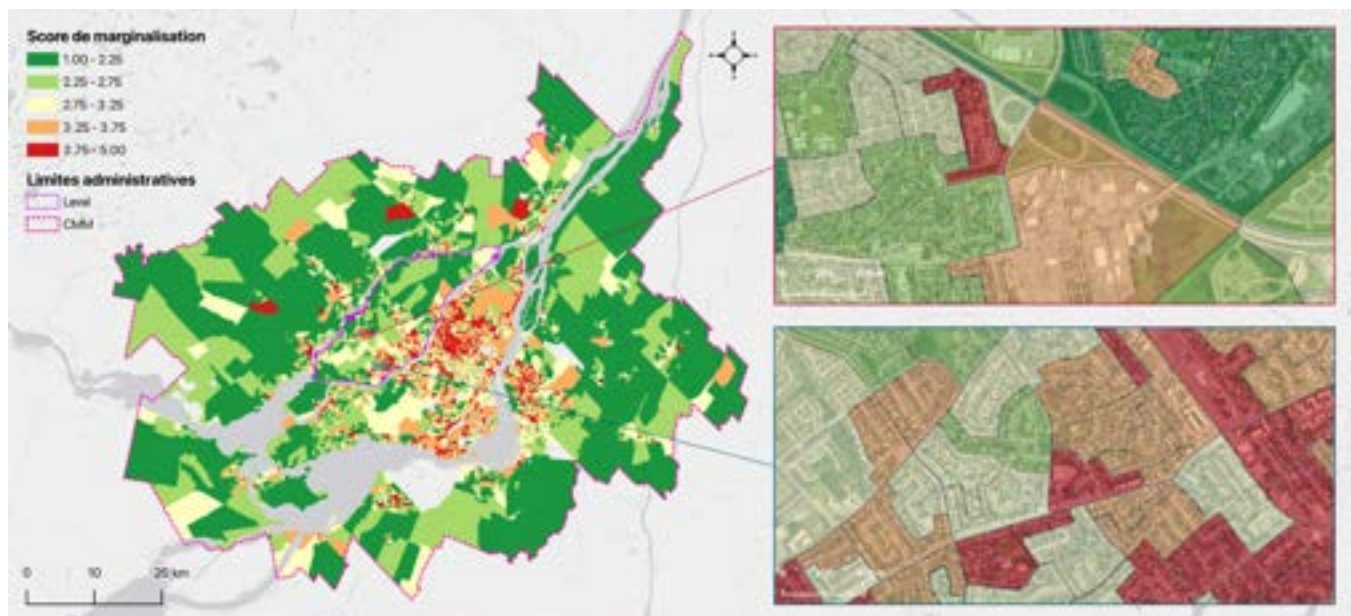 Score de marginalisation
1.00 - 2.25
2.25 - 2.75
2.75 - 3.25
3.25 - 3.75
3.75 - 5.00
Limites administratives
Laval
CMM
0 10 20 km